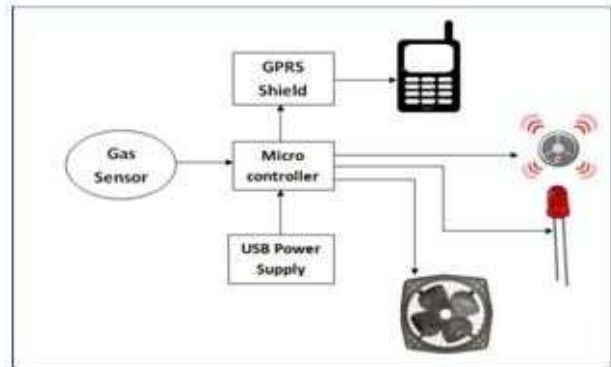 GPRS
Shield
Gas
Sensor
Micro
controller
USB Power
Supply